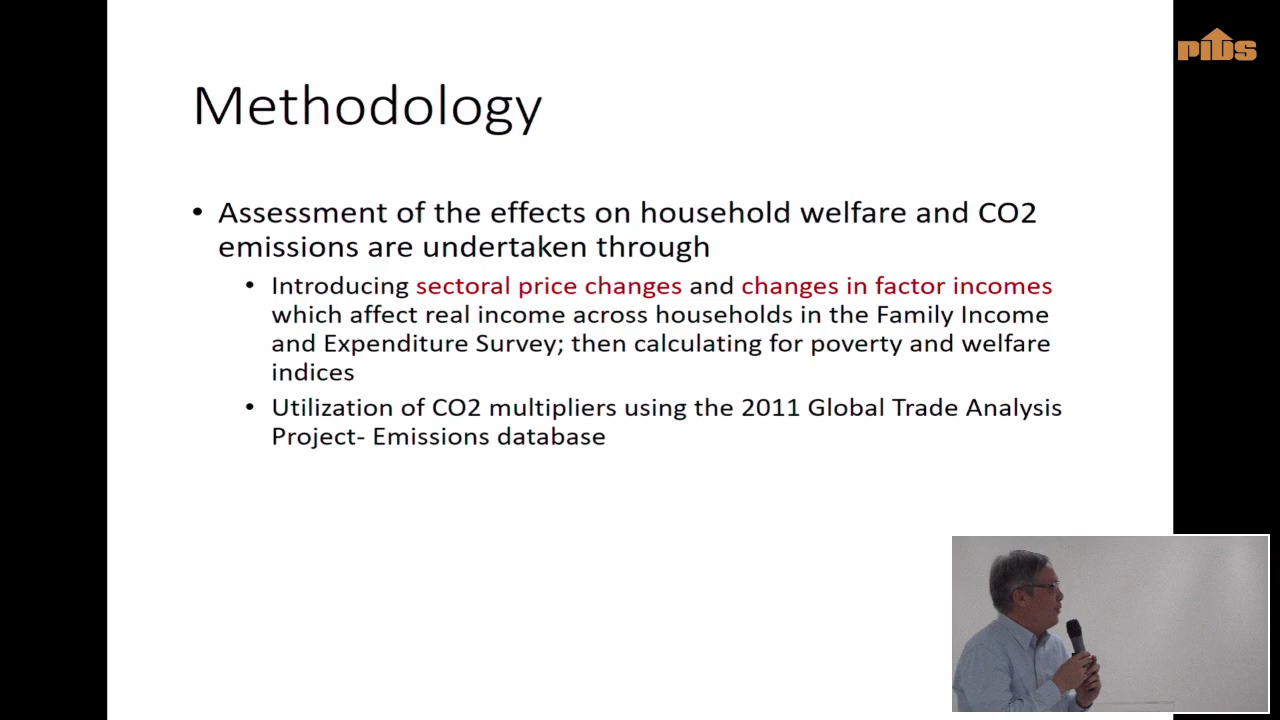 PIDS
Methodology
• Assessment of the effects on household welfare and CO2
emissions are undertaken through
• Introducing sectoral price changes and changes in factor incomes
which affect real income across households in the Family Income
and Expenditure Survey; then calculating for poverty and welfare
indices
• Utilization of CO2 multipliers using the 2011 Global Trade Analysis
Project- Emissions database